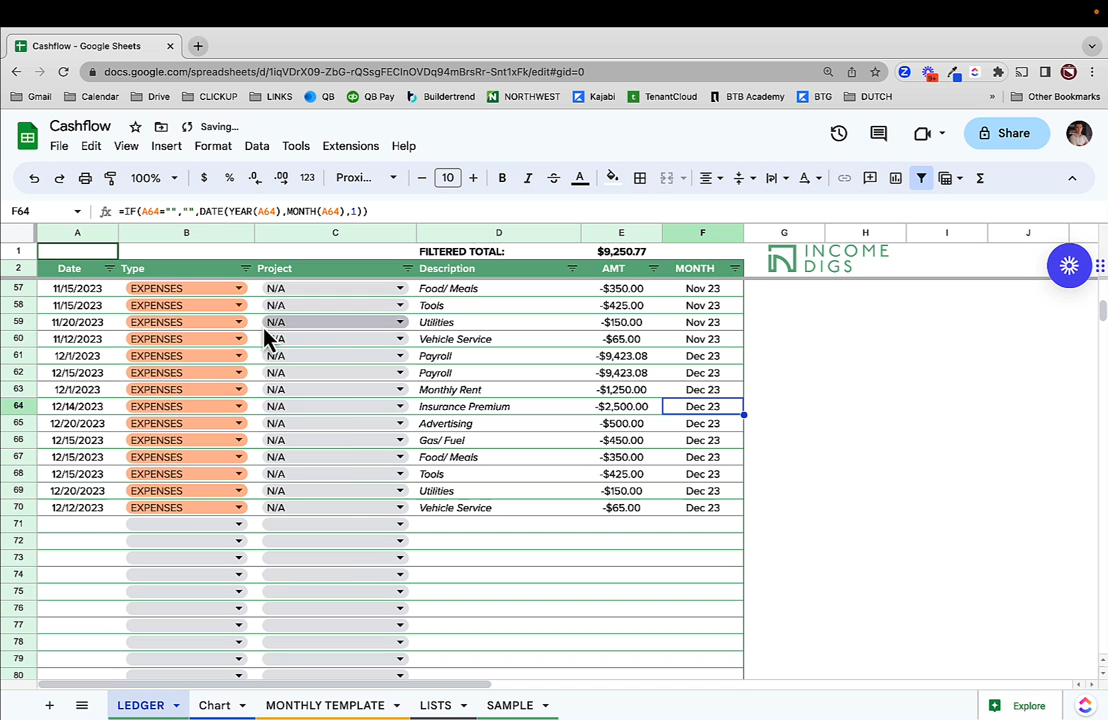 Cashflow - Google Sheets
docs.google.com/spreadsheets/d/1iqVDrX09-ZbG-rQSsgFEClnOVDq94mBrsRr-Snt1xFk/edit#gid=0
Gmail Calendar Drive CLICKUP LINKS QB QB Pay Buildertrend NORTHWEST Kajabi TenantCloud BTB Academy BTG DUTCH » Other Bookmarks
Cashflow Saving...
File Edit View Insert Format Data Tools Extensions Help
Share
100% $ % .0 .00 123 Proxi... − 10 + B I S A Σ
F64 fx =IF(A64="","",DATE(YEAR(A64),MONTH(A64),1))
A B C D E F G H I J
1 FILTERED TOTAL: $9,250.77
INCOME DIGS
2 Date Type Project Description AMT MONTH
57 11/15/2023 EXPENSES N/A Food/ Meals -$350.00 Nov 23
58 11/15/2023 EXPENSES N/A Tools -$425.00 Nov 23
59 11/20/2023 EXPENSES N/A Utilities -$150.00 Nov 23
60 11/12/2023 EXPENSES N/A Vehicle Service -$65.00 Nov 23
61 12/1/2023 EXPENSES N/A Payroll -$9,423.08 Dec 23
62 12/15/2023 EXPENSES N/A Payroll -$9,423.08 Dec 23
63 12/1/2023 EXPENSES N/A Monthly Rent -$1,250.00 Dec 23
64 12/14/2023 EXPENSES N/A Insurance Premium -$2,500.00 Dec 23
65 12/20/2023 EXPENSES N/A Advertising -$500.00 Dec 23
66 12/15/2023 EXPENSES N/A Gas/ Fuel -$450.00 Dec 23
67 12/15/2023 EXPENSES N/A Food/ Meals -$350.00 Dec 23
68 12/15/2023 EXPENSES N/A Tools -$425.00 Dec 23
69 12/20/2023 EXPENSES N/A Utilities -$150.00 Dec 23
70 12/12/2023 EXPENSES N/A Vehicle Service -$65.00 Dec 23
71
72
73
74
75
76
77
78
79
80
+ LEDGER Chart MONTHLY TEMPLATE LISTS SAMPLE Explore